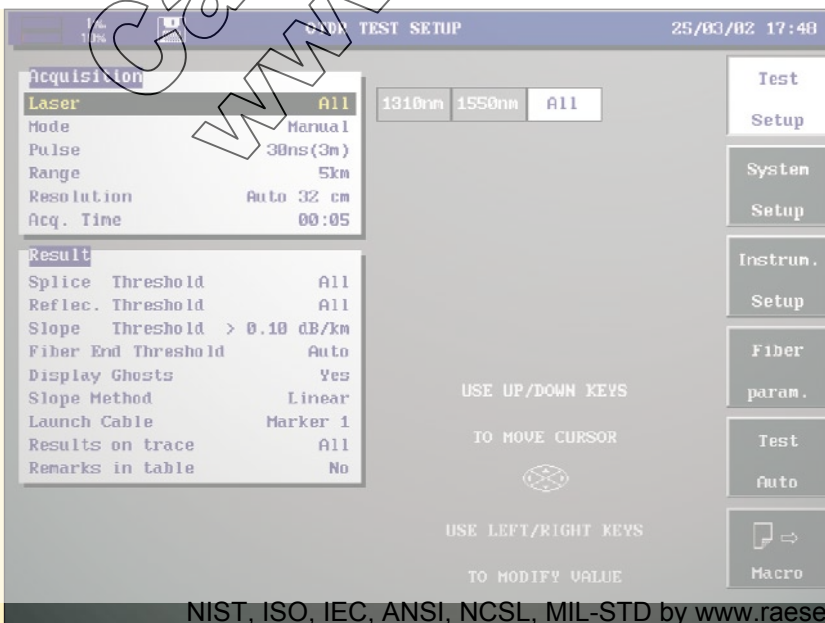 OTDR TEST SETUP 25/03/02 17:48
Acquisition
Laser All
Mode Manual
Pulse 30ns(3m)
Range 5km
Resolution Auto 32 cm
Acq. Time 00:05
1310nm 1550nm All
Result
Splice Threshold All
Reflec. Threshold All
Slope Threshold > 0.10 dB/km
Fiber End Threshold Auto
Display Ghosts Yes
Slope Method Linear
Launch Cable Marker 1
Results on trace All
Remarks in table No
USE UP/DOWN KEYS
TO MOVE CURSOR
USE LEFT/RIGHT KEYS
TO MODIFY VALUE
Test
Setup
System
Setup
Instrum.
Setup
Fiber
param.
Test
Auto
Macro
NIST, ISO, IEC, ANSI, NCSL, MIL-STD by www.raese